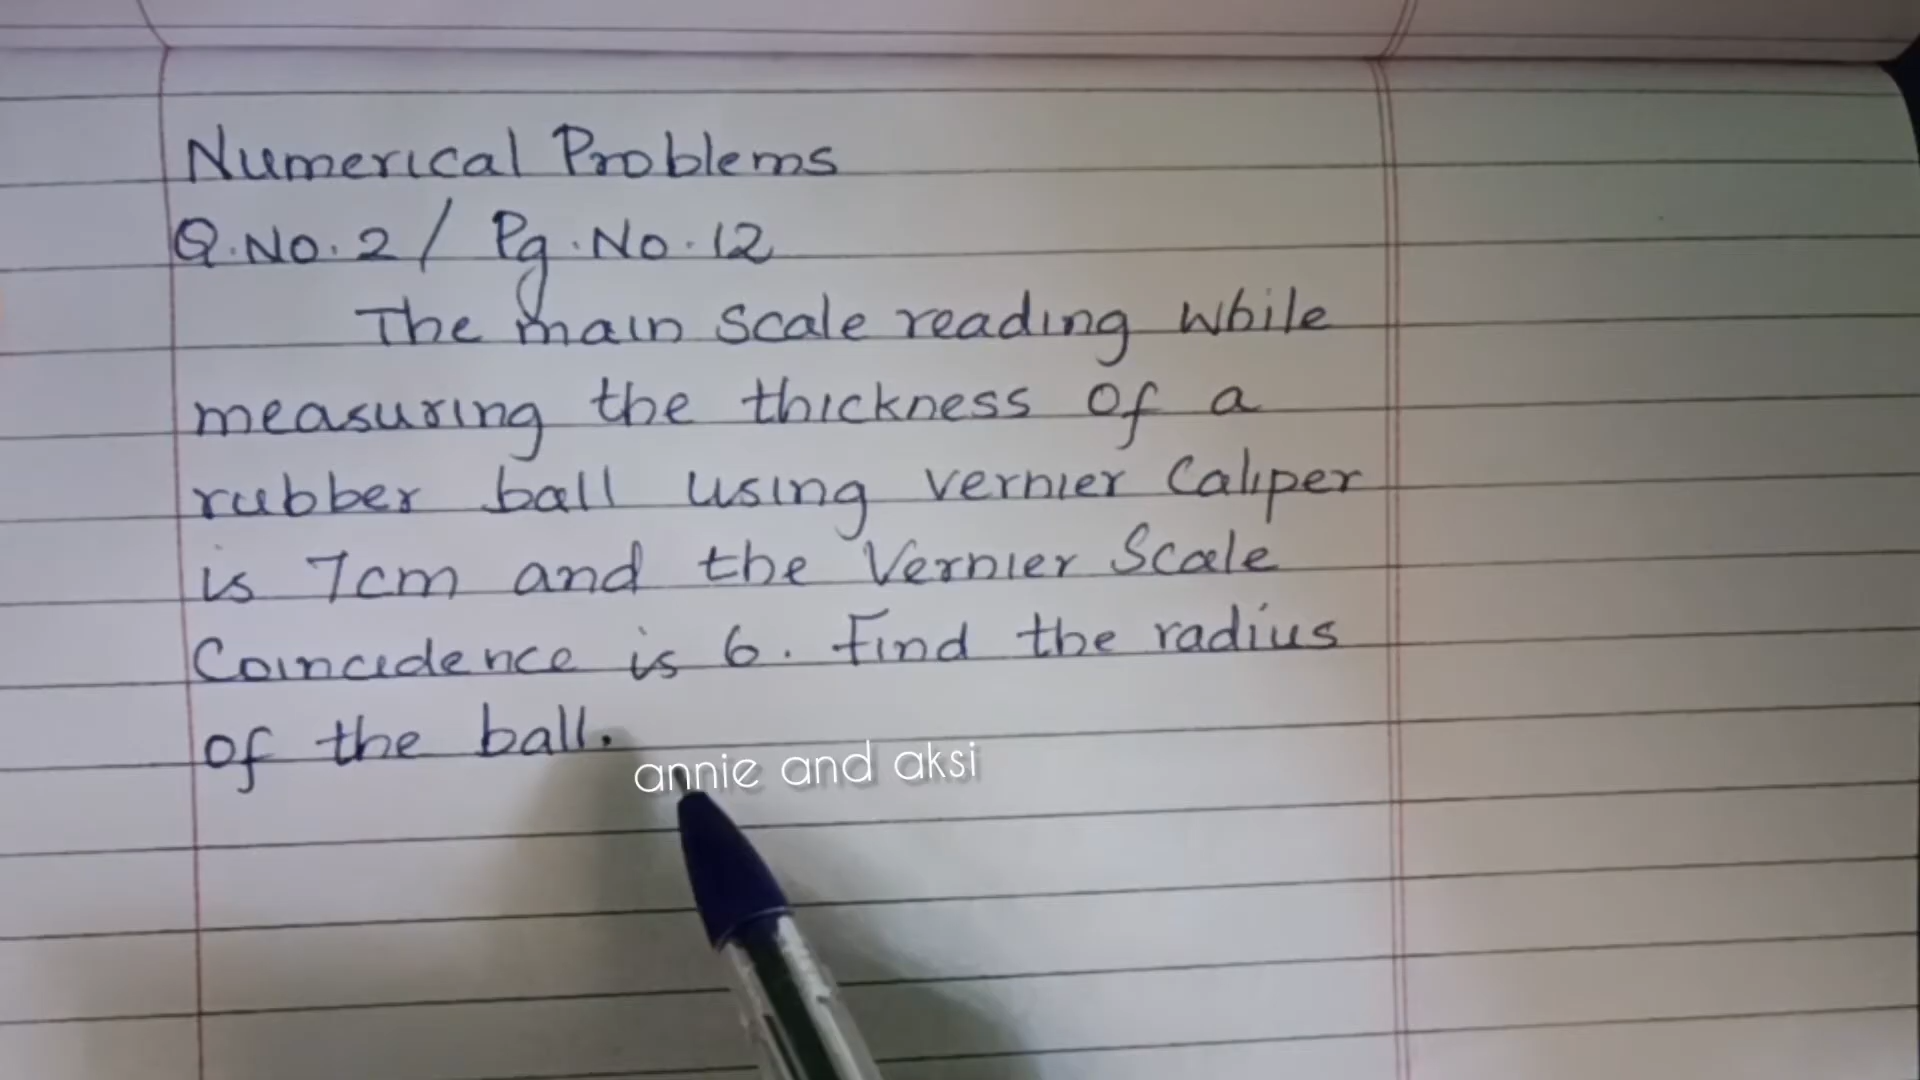 Numerical Problems
Q.No.2 / Pg.No.12
The main scale reading while
measuring the thickness of a
rubber ball using vernier caliper
is 7cm and the Vernier Scale
Coincidence is 6. Find the radius
of the ball.
annie and aksi